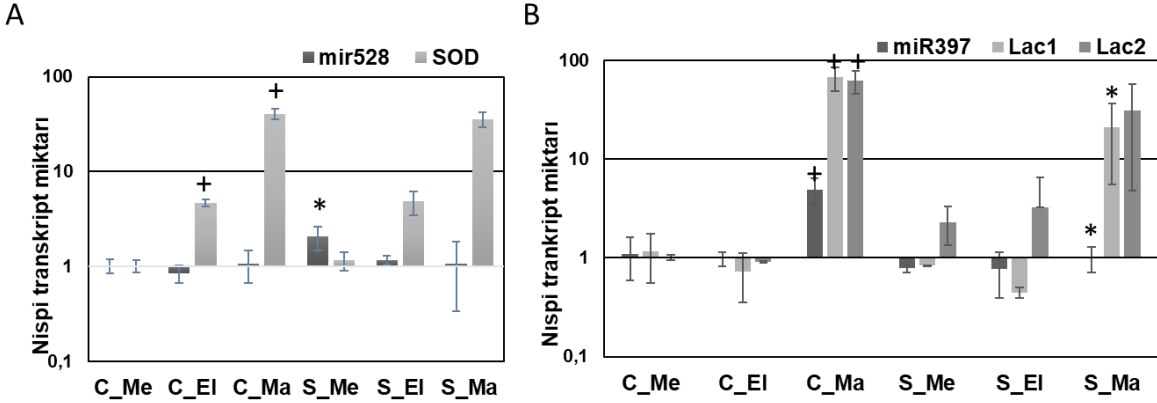 A
mir528 SOD
Nispi transkript miktarı
100
+
+
10
*
1
0,1
C_Me C_El C_Ma S_Me S_El S_Ma
B
miR397 Lac1 Lac2
Nıspi trankript miktarı
100
+ +
*
10
+
*
1
0,1
C_Me C_El C_Ma S_Me S_El S_Ma